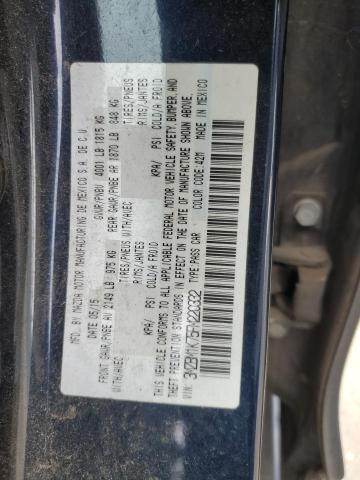 MFD. BY MAZDA MOTOR MANUFACTURING DE MEXICO S.A. DE C.V.
DATE: 05/15 GVWR/PNBV 4001 LB 1815 KG
FRONT GAWR/PNBE AV 2149 LB 975 KG REAR GAWR/PNBE AR 1870 LB 848 KG
WITH/AVEC TIRES/PNEUS WITH/AVEC TIRES/PNEUS
RIMS/JANTES RIMS/JANTES
KPA/ PSI COLD/A FROID KPA/ PSI COLD/A FROID
THIS VEHICLE CONFORMS TO ALL APPLICABLE FEDERAL MOTOR VEHICLE SAFETY, BUMPER, AND
THEFT PREVENTION STANDARDS IN EFFECT ON THE DATE OF MANUFACTURE SHOWN ABOVE.
VIN: TYPE:PASS CAR COLOR CODE:42M MADE IN MEXICO